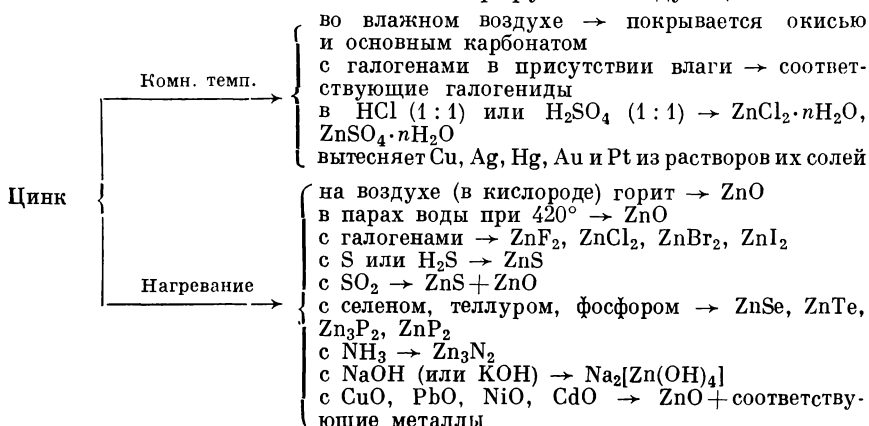 во влажном воздухе → покрывается окисью
и основным карбонатом
с галогенами в присутствии влаги → соответ-
ствующие галогениды
Комн. темп.
в HCl (1 : 1) или H₂SO₄ (1 : 1) → ZnCl₂·nH₂O,
ZnSO₄·nH₂O
вытесняет Cu, Ag, Hg, Au и Pt из растворов их солей
Цинк
на воздухе (в кислороде) горит → ZnO
в парах воды при 420° → ZnO
с галогенами → ZnF₂, ZnCl₂, ZnBr₂, ZnI₂
с S или H₂S → ZnS
с SO₂ → ZnS + ZnO
Нагревание
с селеном, теллуром, фосфором → ZnSe, ZnTe,
Zn₃P₂, ZnP₂
с NH₃ → Zn₃N₂
с NaOH (или KOH) → Na₂[Zn(OH)₄]
с CuO, PbO, NiO, CdO → ZnO + соответству-
ющие металлы